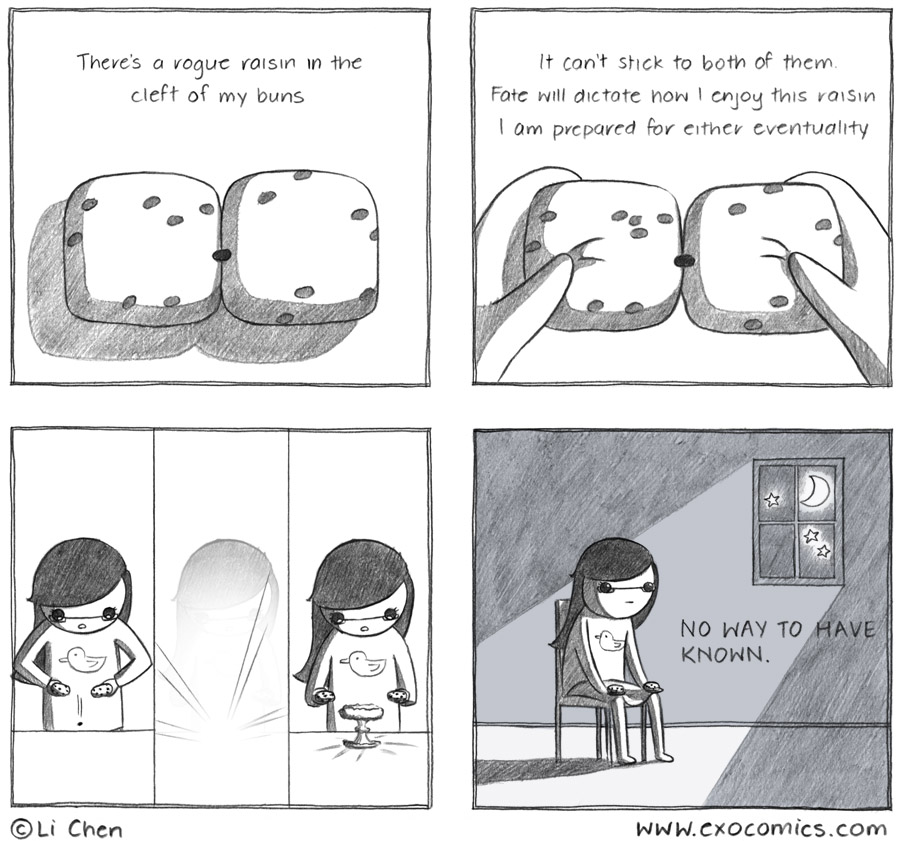 There's a rogue raisin in the
cleft of my buns
It can't stick to both of them.
Fate will dictate how I enjoy this raisin
I am prepared for either eventuality
NO WAY TO HAVE
KNOWN.
©Li Chen
www.exocomics.com